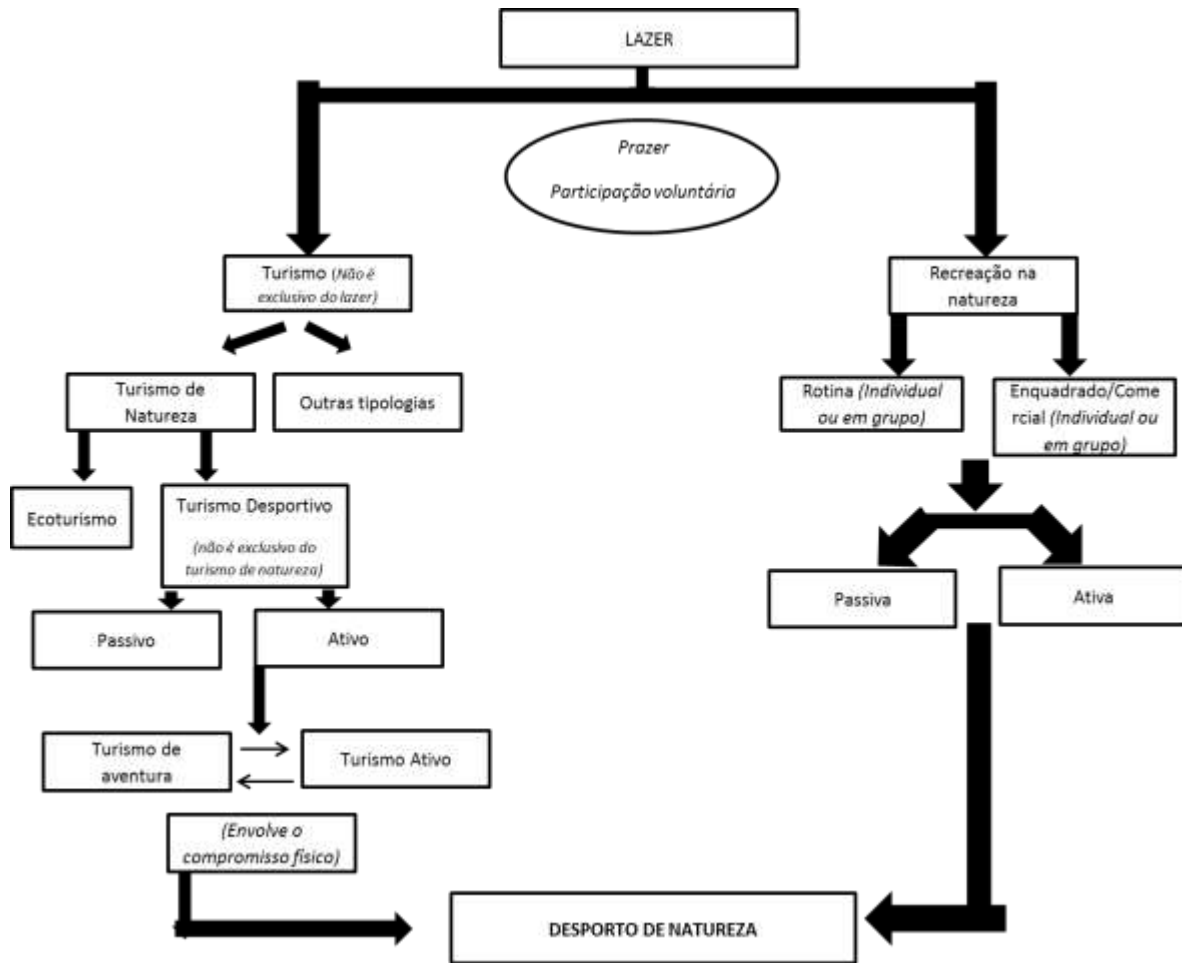 LAZER
Prazer
Participação voluntária
Turismo (Não é
exclusivo do lazer)
Recreação na
natureza
Turismo de
Natureza
Outras tipologias
Rotina (Individual
ou em grupo)
Enquadrado/Come
rcial (Individual ou
em grupo)
Ecoturismo
Turismo Desportivo
(não é exclusivo do
turismo de natureza)
Passiva
Ativa
Passivo
Ativo
Turismo de
aventura
Turismo Ativo
(Envolve o
compromisso físico)
DESPORTO DE NATUREZA